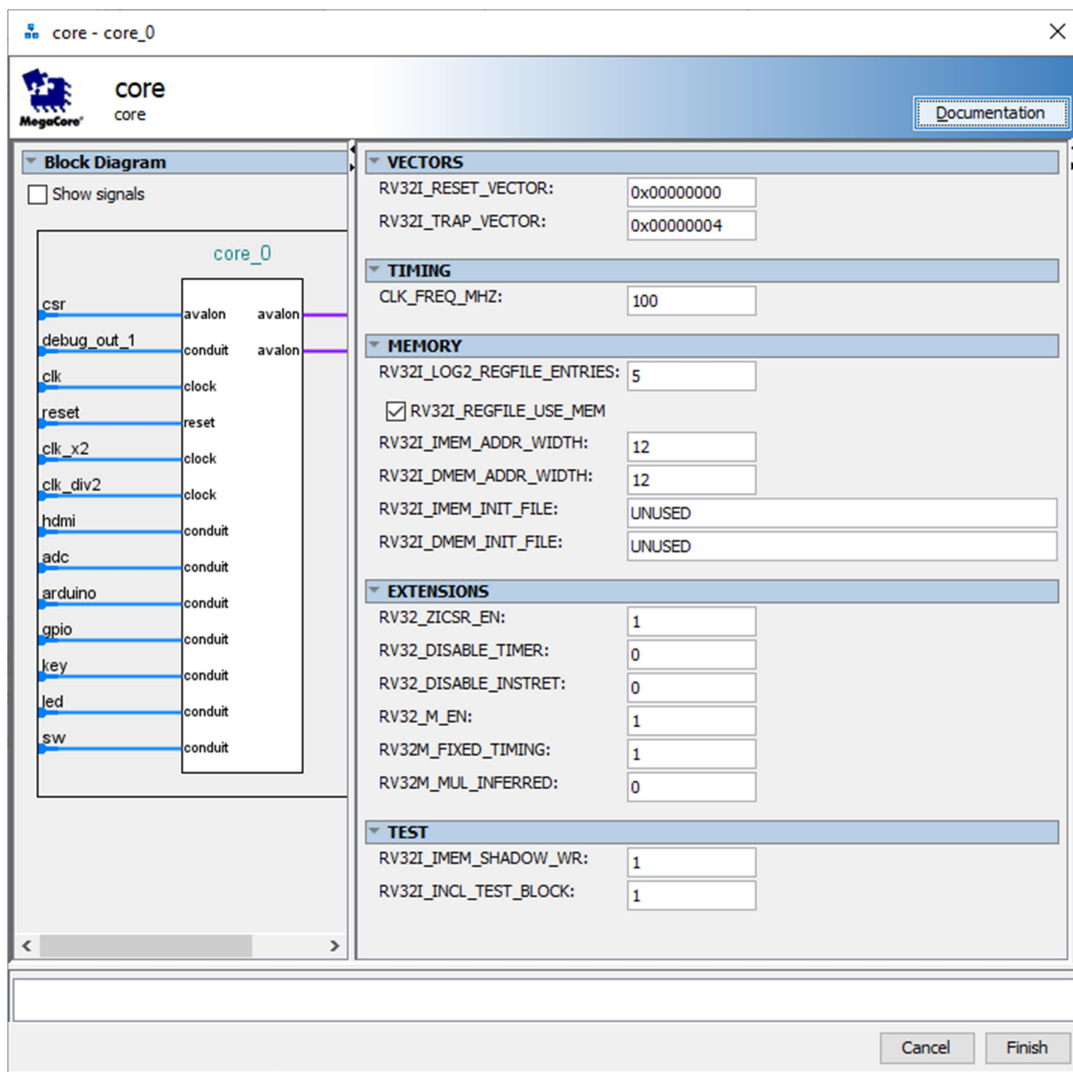 core - core_0
MegaCore®
core
core
Documentation
Block Diagram
Show signals
core_0
csr
avalon avalon
debug_out_1
conduit avalon
clk
clock
reset
reset
clk_x2
clock
clk_div2
clock
hdmi
conduit
adc
conduit
arduino
conduit
gpio
conduit
key
conduit
led
conduit
sw
conduit
VECTORS
RV32I_RESET_VECTOR: 0x00000000
RV32I_TRAP_VECTOR: 0x00000004
TIMING
CLK_FREQ_MHZ: 100
MEMORY
RV32I_LOG2_REGFILE_ENTRIES: 5
RV32I_REGFILE_USE_MEM
RV32I_IMEM_ADDR_WIDTH: 12
RV32I_DMEM_ADDR_WIDTH: 12
RV32I_IMEM_INIT_FILE: UNUSED
RV32I_DMEM_INIT_FILE: UNUSED
EXTENSIONS
RV32_ZICSR_EN: 1
RV32_DISABLE_TIMER: 0
RV32_DISABLE_INSTRET: 0
RV32_M_EN: 1
RV32M_FIXED_TIMING: 1
RV32M_MUL_INFERRED: 0
TEST
RV32I_IMEM_SHADOW_WR: 1
RV32I_INCL_TEST_BLOCK: 1
Cancel Finish